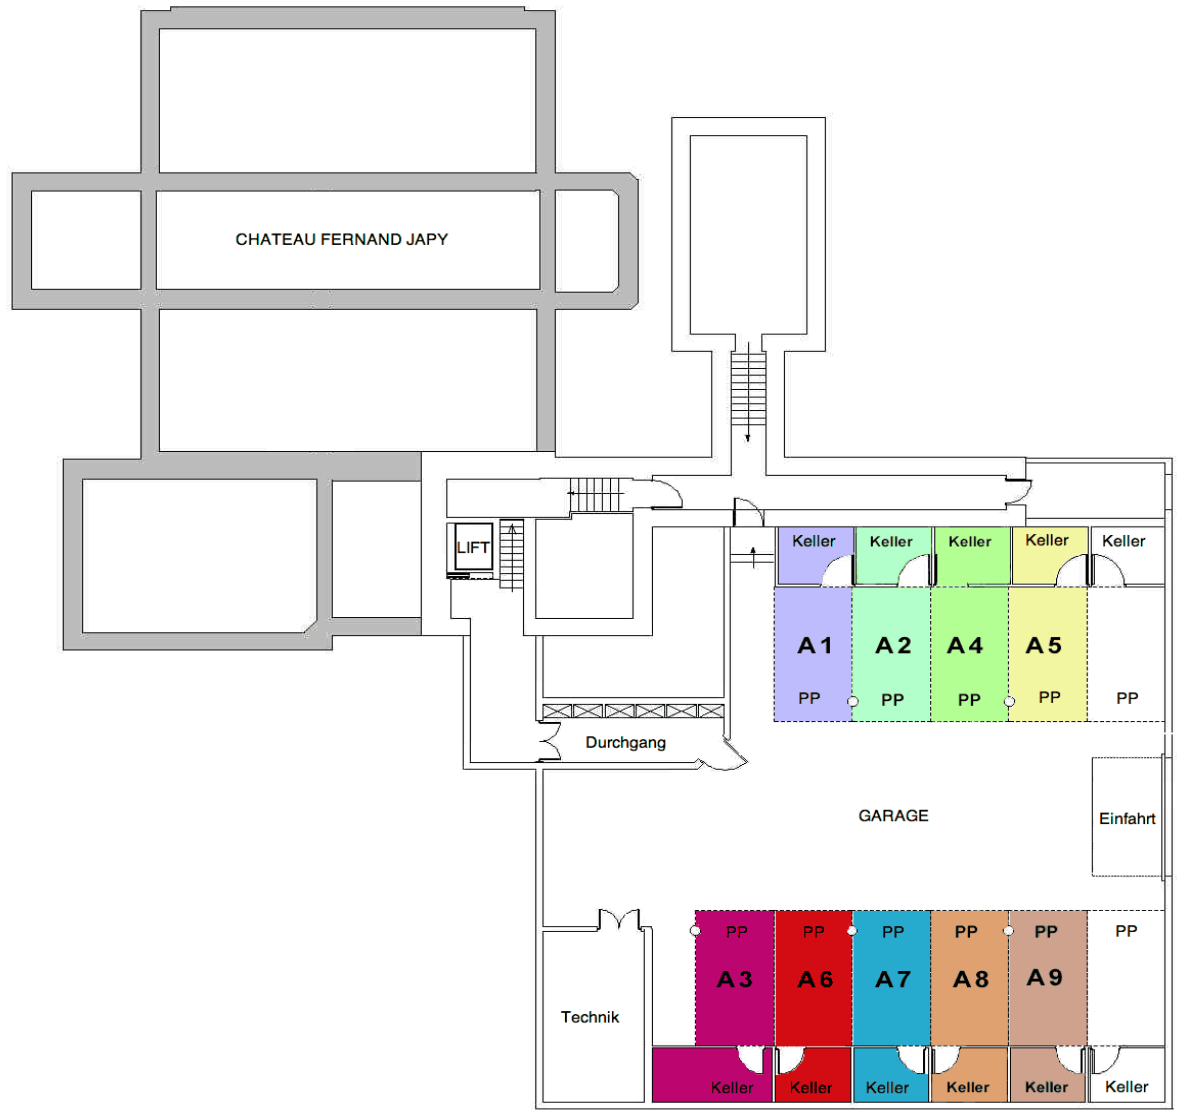 CHATEAU FERNAND JAPY
LIFT
Keller
Keller
Keller
Keller
Keller
A1
A2
A4
A5
PP
PP
PP
PP
PP
Durchgang
GARAGE
Einfahrt
PP
PP
PP
PP
PP
PP
A3
A6
A7
A8
A9
Technik
Keller
Keller
Keller
Keller
Keller
Keller